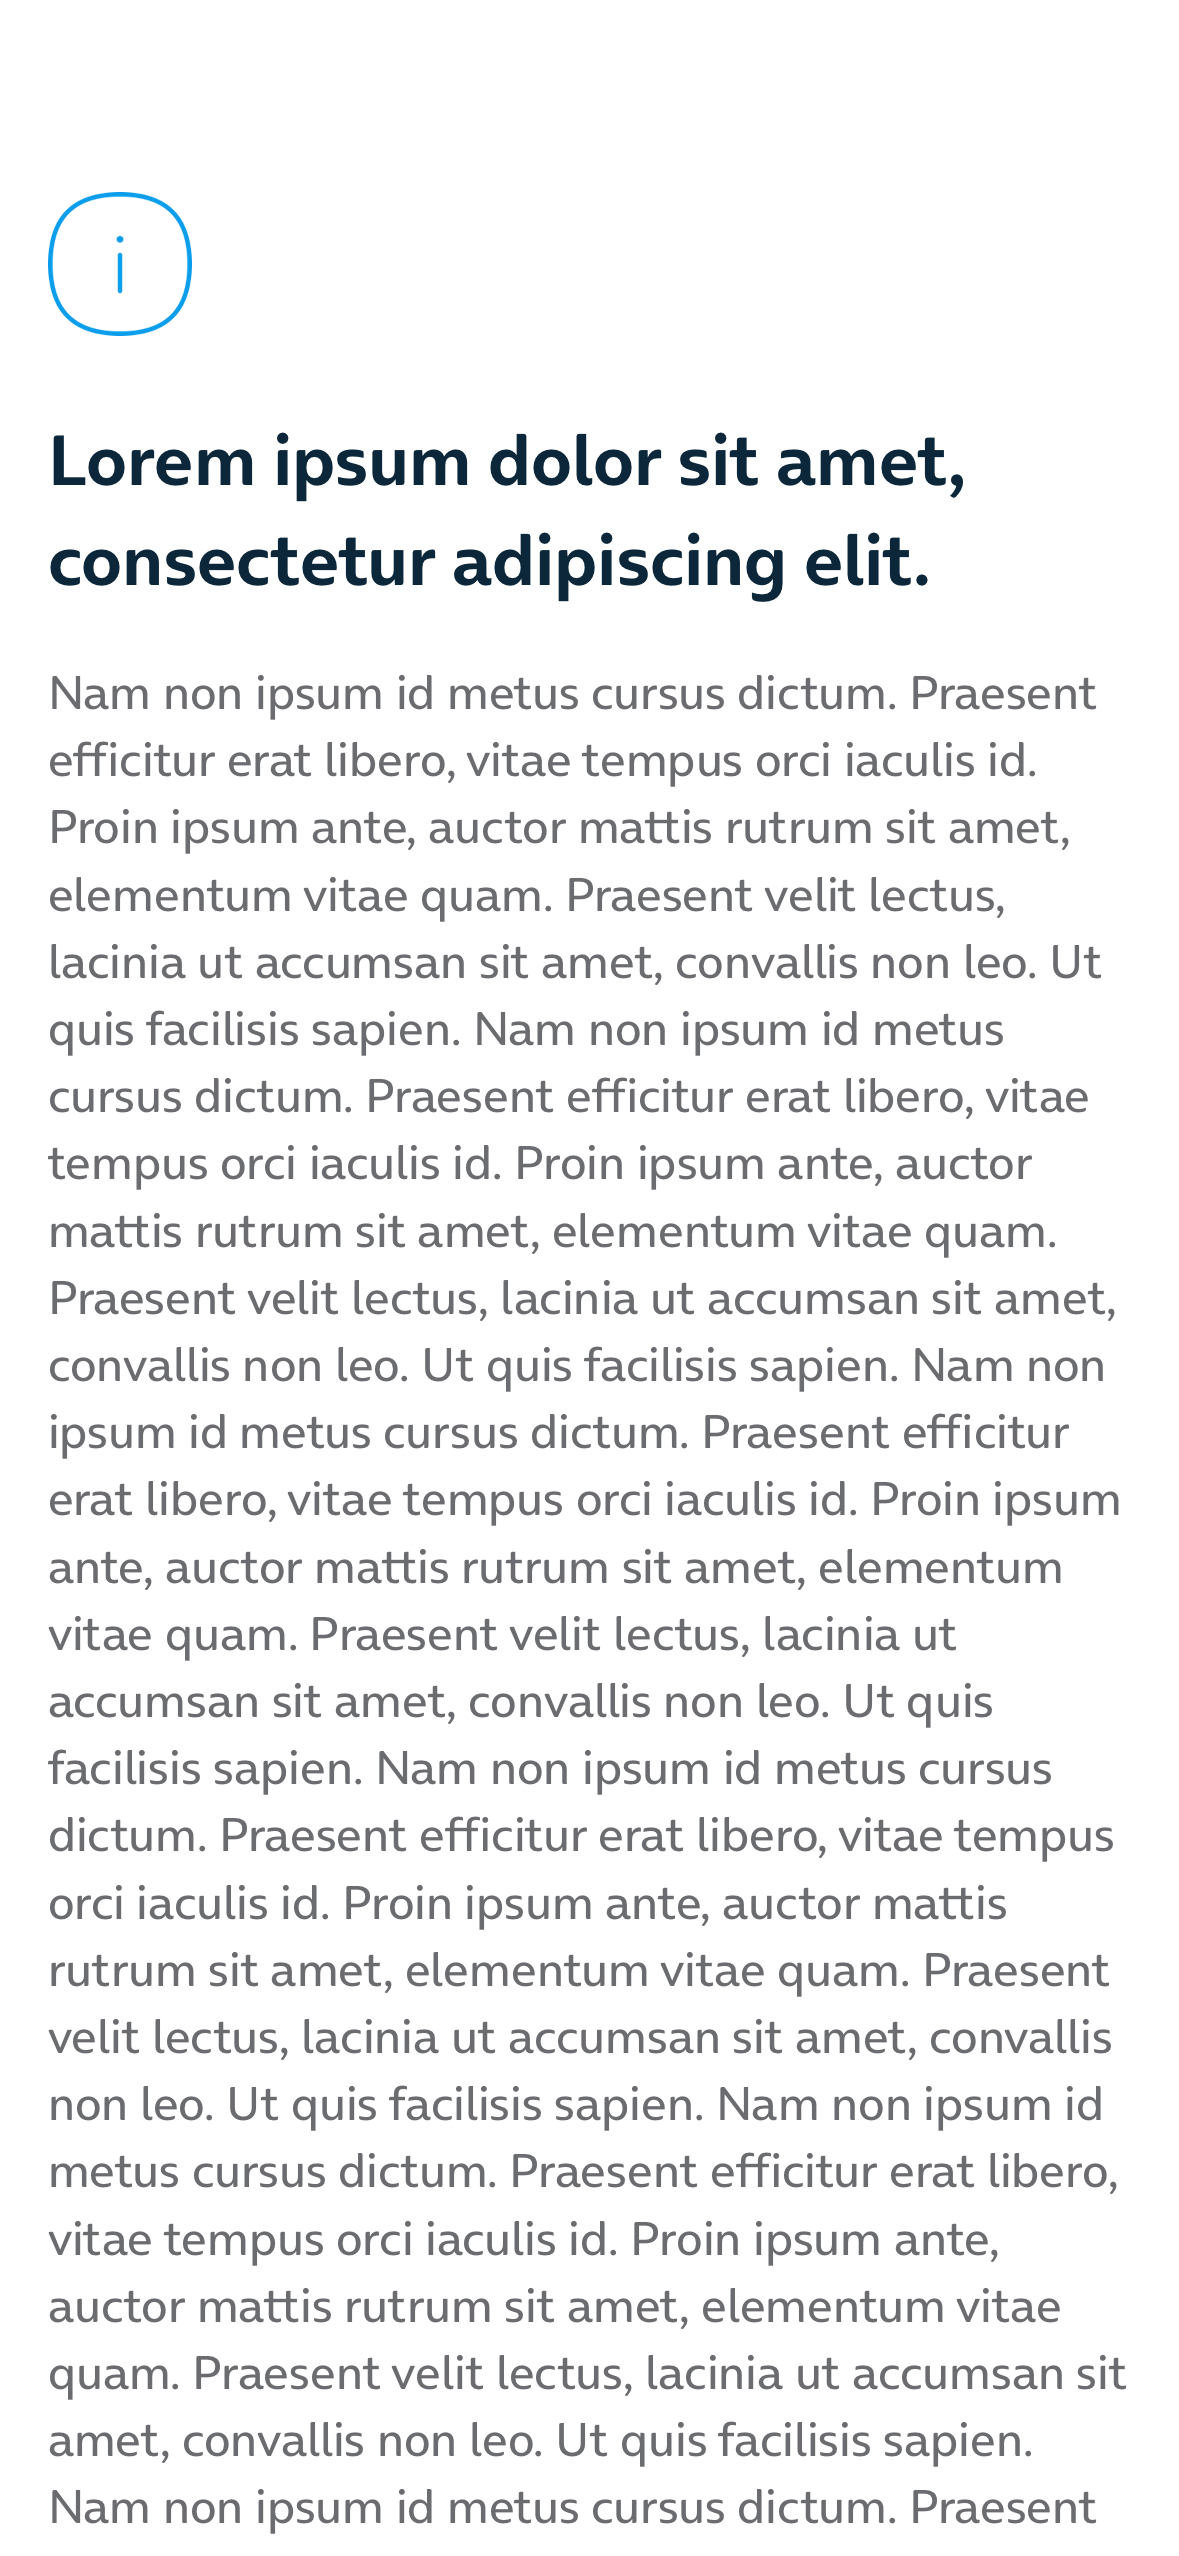 Lorem ipsum dolor sit amet,
consectetur adipiscing elit.
Nam non ipsum id metus cursus dictum. Praesent
efficitur erat libero, vitae tempus orci iaculis id.
Proin ipsum ante, auctor mattis rutrum sit amet,
elementum vitae quam. Praesent velit lectus,
lacinia ut accumsan sit amet, convallis non leo. Ut
quis facilisis sapien. Nam non ipsum id metus
cursus dictum. Praesent efficitur erat libero, vitae
tempus orci iaculis id. Proin ipsum ante, auctor
mattis rutrum sit amet, elementum vitae quam.
Praesent velit lectus, lacinia ut accumsan sit amet,
convallis non leo. Ut quis facilisis sapien. Nam non
ipsum id metus cursus dictum. Praesent efficitur
erat libero, vitae tempus orci iaculis id. Proin ipsum
ante, auctor mattis rutrum sit amet, elementum
vitae quam. Praesent velit lectus, lacinia ut
accumsan sit amet, convallis non leo. Ut quis
facilisis sapien. Nam non ipsum id metus cursus
dictum. Praesent efficitur erat libero, vitae tempus
orci iaculis id. Proin ipsum ante, auctor mattis
rutrum sit amet, elementum vitae quam. Praesent
velit lectus, lacinia ut accumsan sit amet, convallis
non leo. Ut quis facilisis sapien. Nam non ipsum id
metus cursus dictum. Praesent efficitur erat libero,
vitae tempus orci iaculis id. Proin ipsum ante,
auctor mattis rutrum sit amet, elementum vitae
quam. Praesent velit lectus, lacinia ut accumsan sit
amet, convallis non leo. Ut quis facilisis sapien.
Nam non ipsum id metus cursus dictum. Praesent